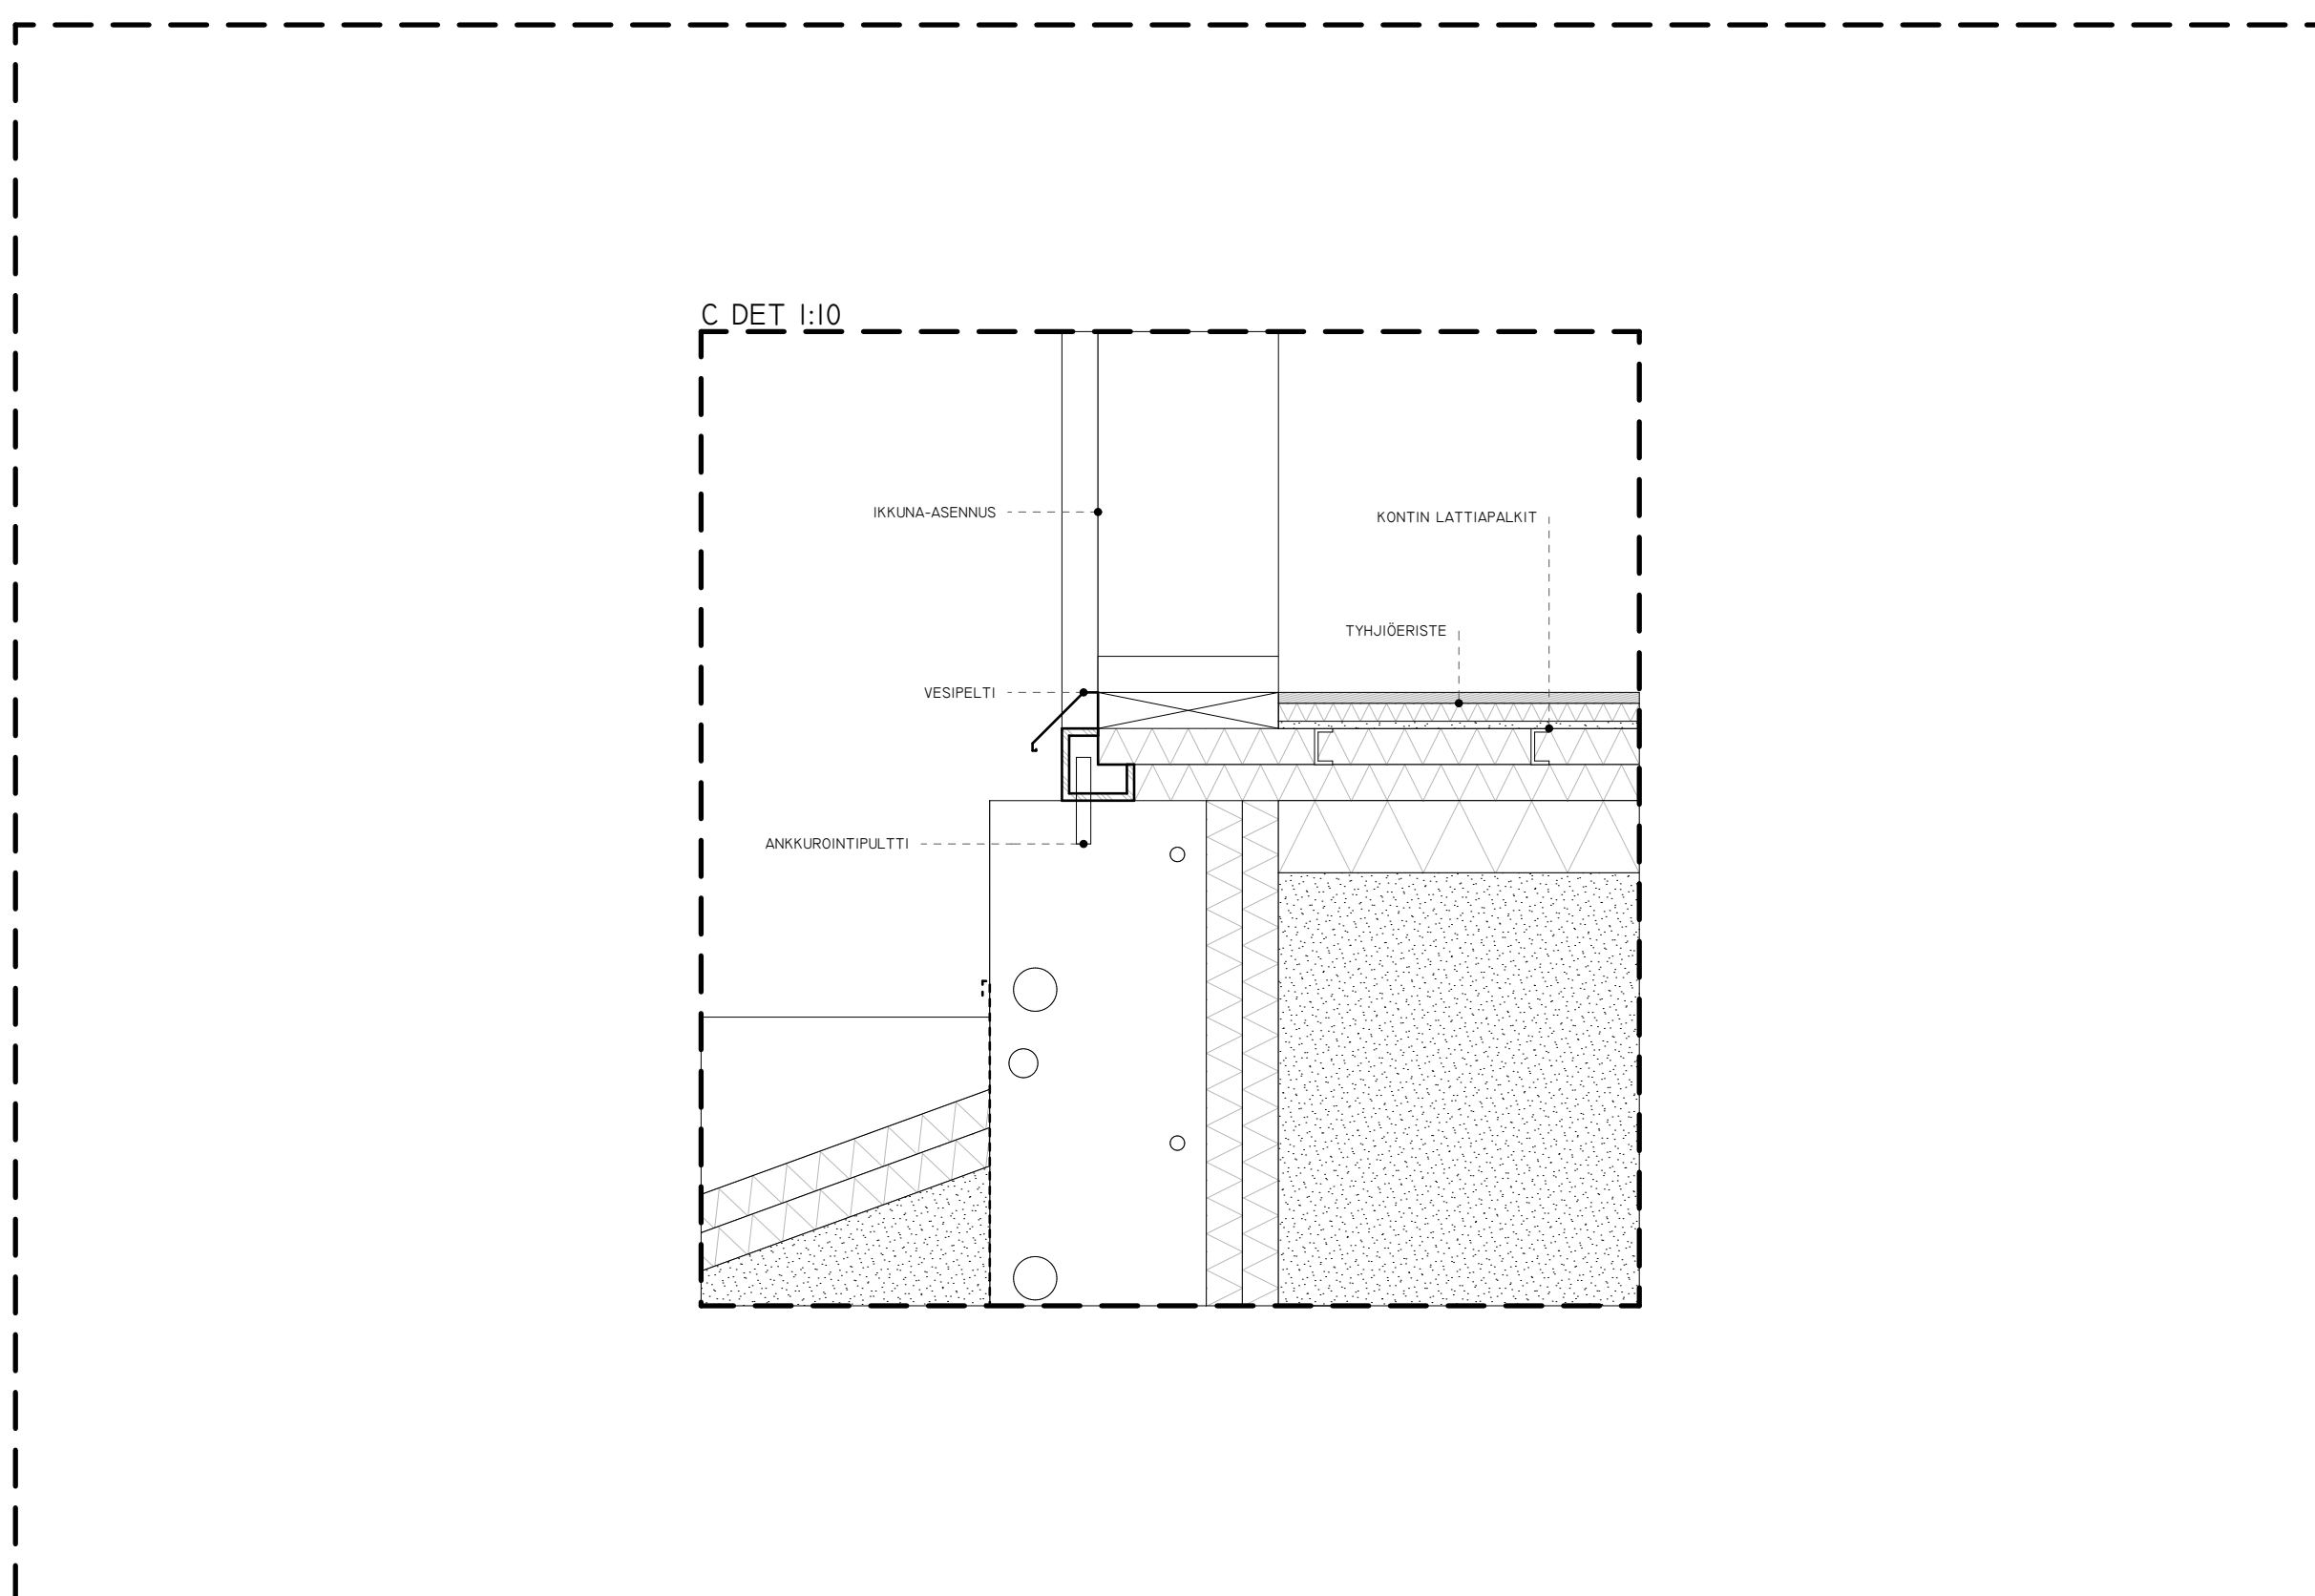 C DET 1:10
IKKUNA-ASENNUS
KONTIN LATTIAPALKIT
TYHJIÖERISTE
VESIPELTI
ANKKUROINTIPULTTI